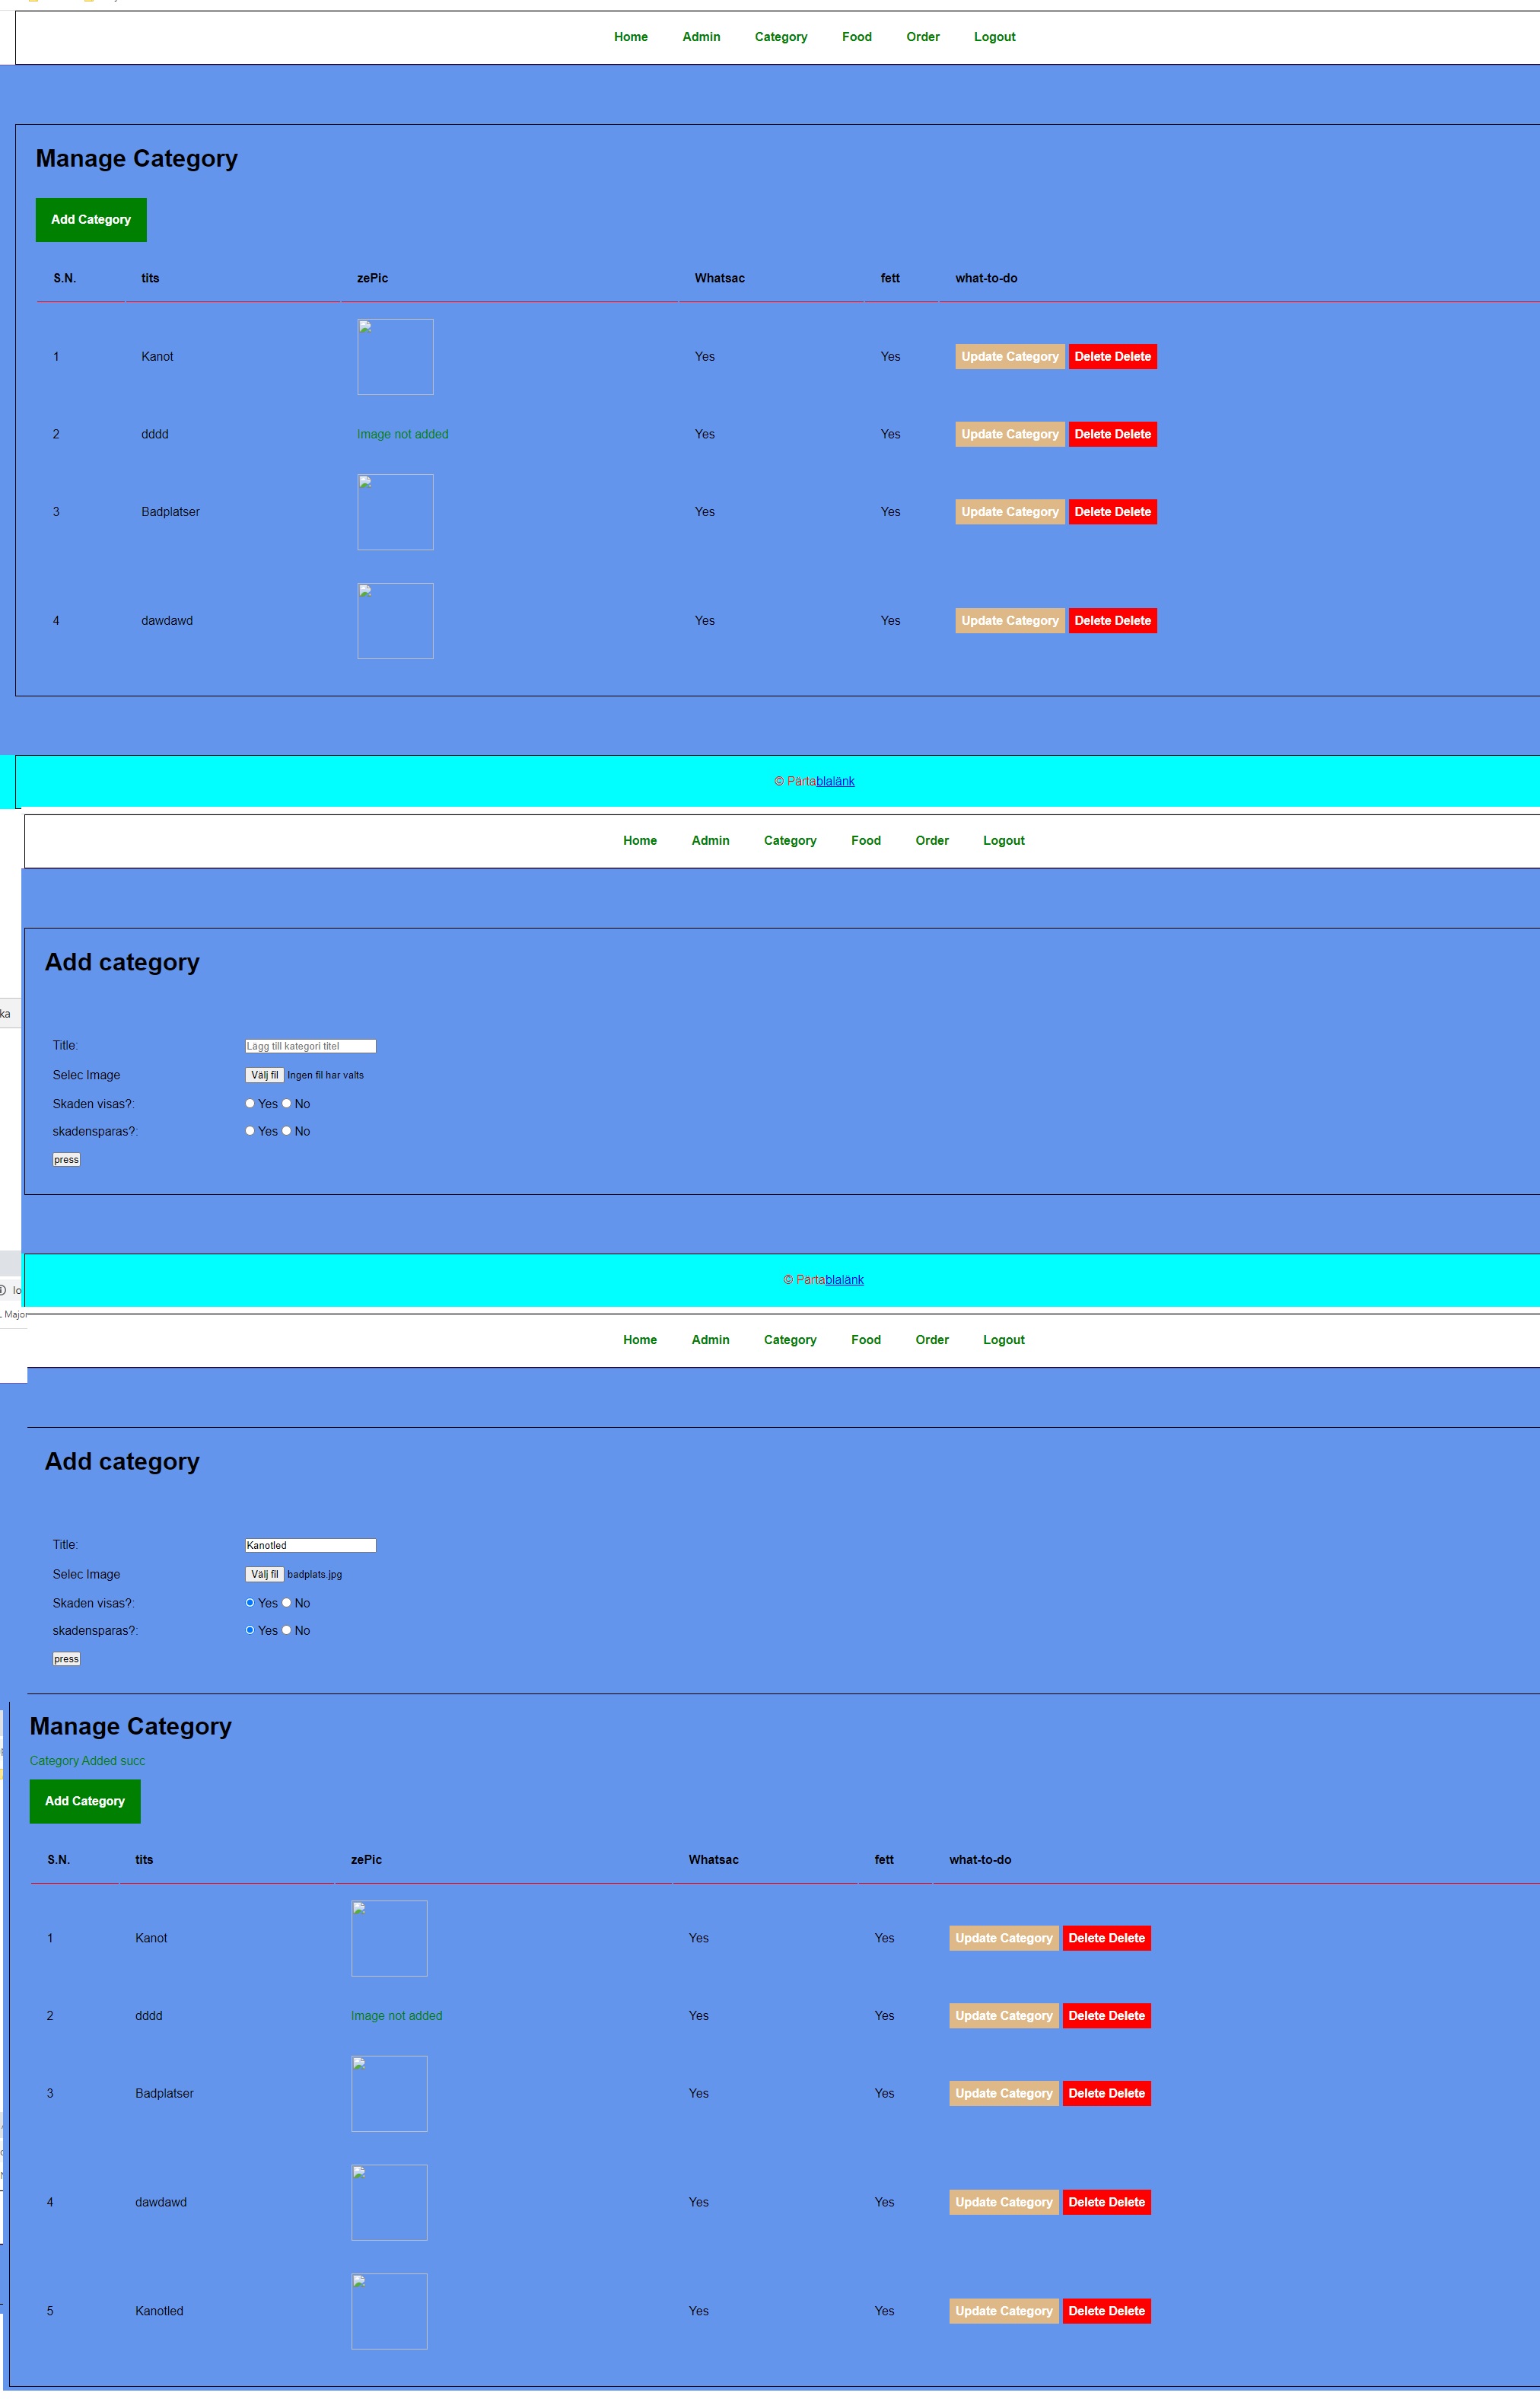 Home Admin Category Food Order Logout
Manage Category
Add Category
S.N. tits zePic Whatsac fett what-to-do
1 Kanot Yes Yes Update Category Delete Delete
2 dddd Image not added Yes Yes Update Category Delete Delete
3 Badplatser Yes Yes Update Category Delete Delete
4 dawdawd Yes Yes Update Category Delete Delete
© Pärtablalänk
Home Admin Category Food Order Logout
Add category
ka
Title: Lägg till kategori titel
Selec Image Välj fil Ingen fil har valts
Skaden visas?: Yes No
skadensparas?: Yes No
press
© Pärtablalänk
lo
Major
Home Admin Category Food Order Logout
Add category
Title: Kanotled
Selec Image Välj fil badplats.jpg
Skaden visas?: Yes No
skadensparas?: Yes No
press
Manage Category
Category Added succ
Add Category
S.N. tits zePic Whatsac fett what-to-do
1 Kanot Yes Yes Update Category Delete Delete
2 dddd Image not added Yes Yes Update Category Delete Delete
3 Badplatser Yes Yes Update Category Delete Delete
4 dawdawd Yes Yes Update Category Delete Delete
5 Kanotled Yes Yes Update Category Delete Delete